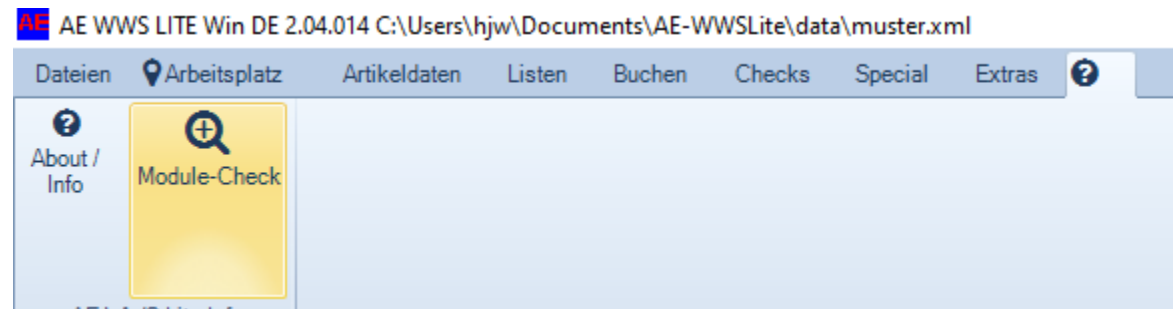 AE AE WWS LITE Win DE 2.04.014 C:\Users\hjw\Documents\AE-WWSLite\data\muster.xml
Dateien Arbeitsplatz Artikeldaten Listen Buchen Checks Special Extras ?
?
About /
Info
Module-Check